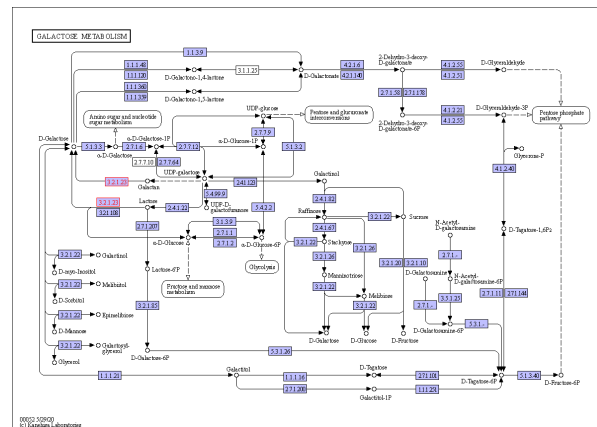 GALACTOSE METABOLISM
1.1.3.9
1.1.1.48
1.1.1.120
D-Galactono-1,4-lactone
3.1.1.25
1.1.1.360
1.1.1.359
D-Galactono-1,5-lactone
D-Galactonate
4.2.1.6
4.2.1.140
2-Dehydro-3-deoxy-
D-galactonate
4.1.2.55
4.1.2.51
D-Glyceraldehyde
2.7.1.58
2.7.1.178
4.1.2.21
4.1.2.55
D-Glyceraldehyde-3P
2-Dehydro-3-deoxy-
D-galactonate-6P
Pentose phosphate
pathway
Amino sugar and nucleotide
sugar metabolism
UDP-glucose
Pentose and glucuronate
interconversions
D-Galactose
α-D-Galactose-1P
2.7.7.9
5.1.3.3
2.7.1.6
2.7.7.12
α-D-Glucose-1P
5.1.3.2
α-D-Galactose
2.7.7.10
2.7.7.64
UDP-galactose
Galactan
2.4.1.123
Galactinol
Glycerone-P
4.1.2.40
3.2.1.23
3.2.1.108
Lactose
2.4.1.22
5.4.99.9
UDP-D-
galactofuranose
5.4.2.2
2.4.1.82
Raffinose
3.2.1.22
Sucrose
2.4.1.67
Stachyose
3.2.1.22
3.2.1.26
3.2.1.26
Manninotriose
3.2.1.22
Melibiose
3.2.1.22
3.2.1.20
3.2.1.10
D-Galactose
D-Glucose
D-Fructose
2.7.1.207
3.1.3.9
2.7.1.1
2.7.1.2
α-D-Glucose
α-D-Glucose-6P
Glycolysis
Fructose and mannose
metabolism
Lactose-6'P
3.2.1.85
D-Galactose-6P
3.2.1.22
Galactinol
D-myo-Inositol
3.2.1.22
Melibiitol
D-Sorbitol
3.2.1.22
Epimelibiose
D-Mannose
3.2.1.22
Galactosyl-
glycerol
Glycerol
N-Acetyl-
D-galactosamine
D-Galactosamine
2.7.1.-
N-Acetyl-
D-galactosamine-6P
2.7.1.-
3.5.1.25
D-Galactosamine-6P
5.3.1.-
D-Tagatose-1,6P2
2.7.1.11
2.7.1.144
5.3.1.26
1.1.1.21
Galactitol
1.1.1.16
D-Tagatose
2.7.1.101
2.7.1.200
Galactitol-1P
1.1.1.251
D-Tagatose-6P
5.1.3.40
D-Fructose-6P
(c) Kanehisa Laboratories